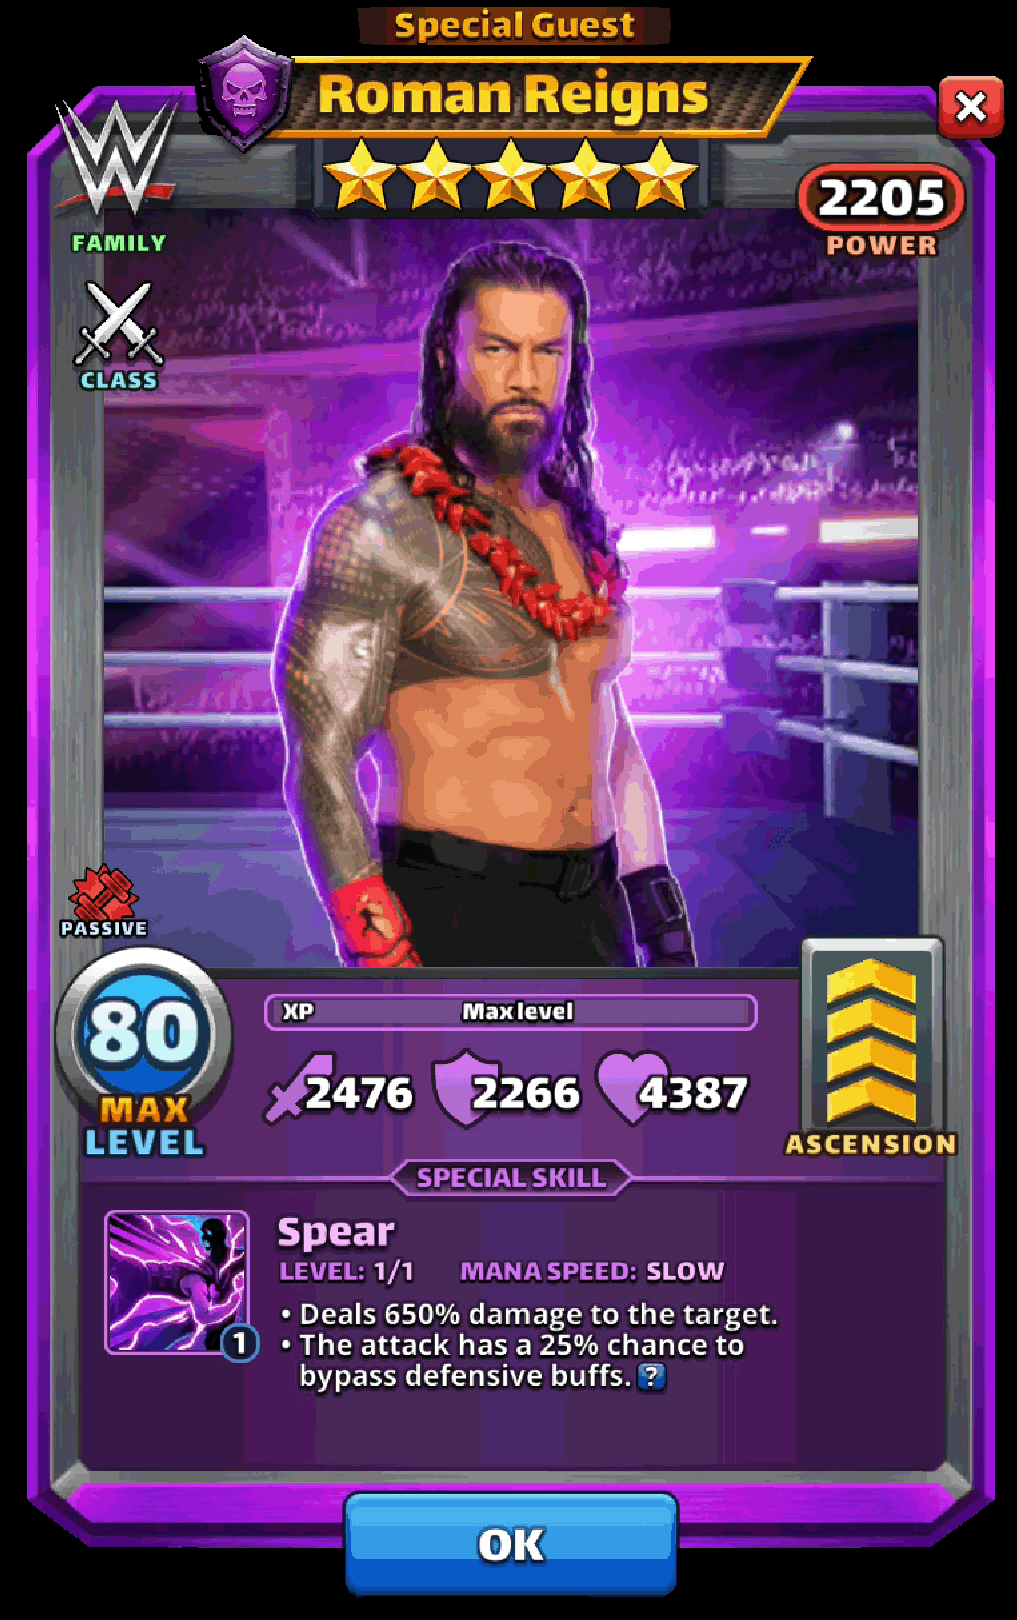 Special Guest
Roman Reigns
W
FAMILY
2205
POWER
CLASS
PASSIVE
80
MAX
LEVEL
XP Max level
2476 2266 4387
ASCENSION
SPECIAL SKILL
Spear
LEVEL: 1/1 MANA SPEED: SLOW
• Deals 650% damage to the target.
• The attack has a 25% chance to
bypass defensive buffs. ?
1
OK